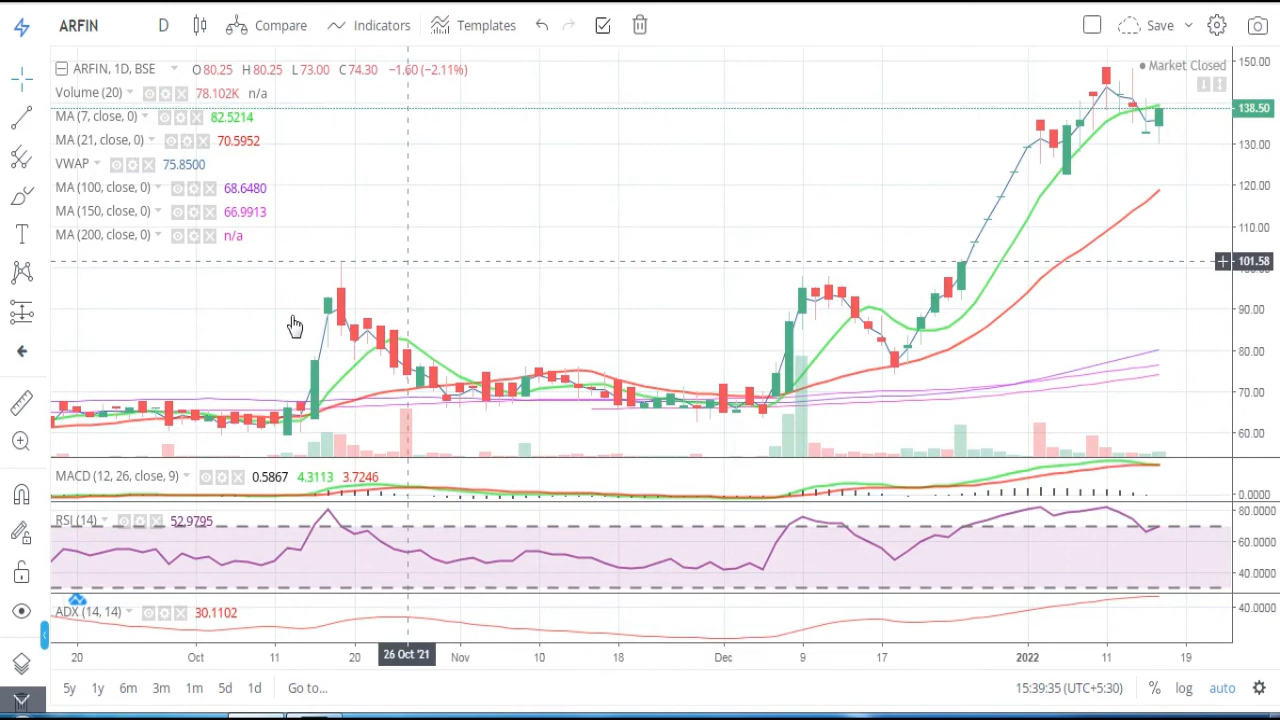 ARFIN D Compare Indicators Templates Save
ARFIN, 1D, BSE O 80.25 H 80.25 L 73.00 C 74.30 −1.60 (−2.11%)
Market Closed
Volume (20) 78.102K n/a
MA (7, close, 0) 82.5214
MA (21, close, 0) 70.5952
VWAP 75.8500
MA (100, close, 0) 68.6480
MA (150, close, 0) 66.9913
MA (200, close, 0) n/a
150.00
138.50
130.00
120.00
110.00
101.58
90.00
80.00
70.00
60.00
MACD (12, 26, close, 9) 0.5867 4.3113 3.7246
0.0000
RSI (14) 52.9795
80.0000
60.0000
40.0000
ADX (14, 14) 30.1102
40.0000
20 Oct 11 20 26 Oct '21 Nov 10 18 Dec 9 17 2022 11 19
5y 1y 6m 3m 1m 5d 1d Go to... 15:39:35 (UTC+5:30) % log auto